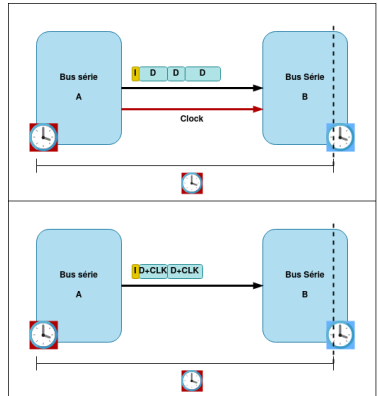 I D D D
Bus série
A
Bus Série
B
Clock
I D+CLK D+CLK
Bus série
A
Bus Série
B